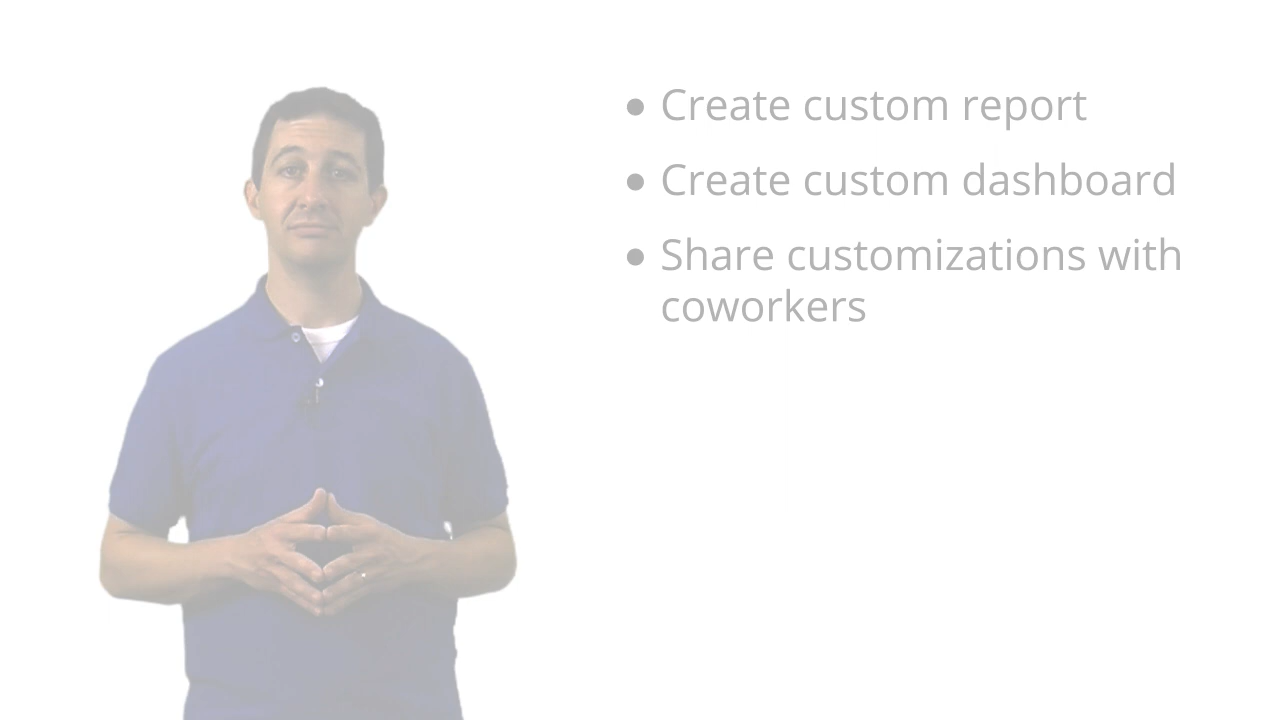 • Create custom report
• Create custom dashboard
• Share customizations with
coworkers